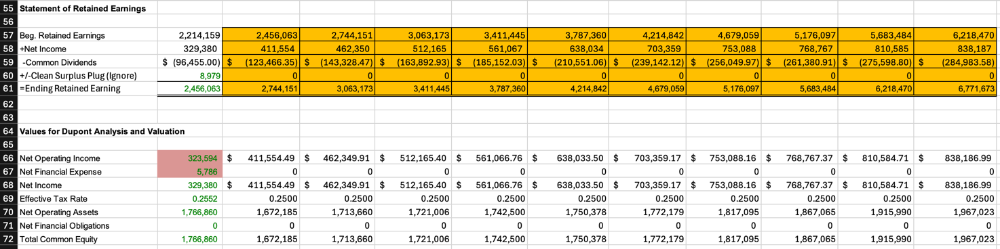 55 Statement of Retained Earnings
56
57 Beg. Retained Earnings 2,214,159 2,456,063 2,744,151 3,063,173 3,411,445 3,787,360 4,214,842 4,679,059 5,176,097 5,683,484 6,218,470
58 +Net Income 329,380 411,554 462,350 512,165 561,067 638,034 703,359 753,088 768,767 810,585 838,187
59 -Common Dividends $ (96,455.00) $ (123,466.35) $ (143,328.47) $ (163,892.93) $ (185,152.03) $ (210,551.06) $ (239,142.12) $ (256,049.97) $ (261,380.91) $ (275,598.80) $ (284,983.58)
60 +/-Clean Surplus Plug (Ignore) 8,979 0 0 0 0 0 0 0 0 0 0
61 =Ending Retained Earning 2,456,063 2,744,151 3,063,173 3,411,445 3,787,360 4,214,842 4,679,059 5,176,097 5,683,484 6,218,470 6,771,673
62
63
64 Values for Dupont Analysis and Valuation
65
66 Net Operating Income 323,594 $ 411,554.49 $ 462,349.91 $ 512,165.40 $ 561,066.76 $ 638,033.50 $ 703,359.17 $ 753,088.16 $ 768,767.37 $ 810,584.71 $ 838,186.99
67 Net Financial Expense 5,786 0 0 0 0 0 0 0 0 0 0
68 Net Income 329,380 $ 411,554.49 $ 462,349.91 $ 512,165.40 $ 561,066.76 $ 638,033.50 $ 703,359.17 $ 753,088.16 $ 768,767.37 $ 810,584.71 $ 838,186.99
69 Effective Tax Rate 0.2552 0.2500 0.2500 0.2500 0.2500 0.2500 0.2500 0.2500 0.2500 0.2500 0.2500
70 Net Operating Assets 1,766,860 1,672,185 1,713,660 1,721,006 1,742,500 1,750,378 1,772,179 1,817,095 1,867,065 1,915,990 1,967,023
71 Net Financial Obligations 0 0 0 0 0 0 0 0 0 0 0
72 Total Common Equity 1,766,860 1,672,185 1,713,660 1,721,006 1,742,500 1,750,378 1,772,179 1,817,095 1,867,065 1,915,990 1,967,023